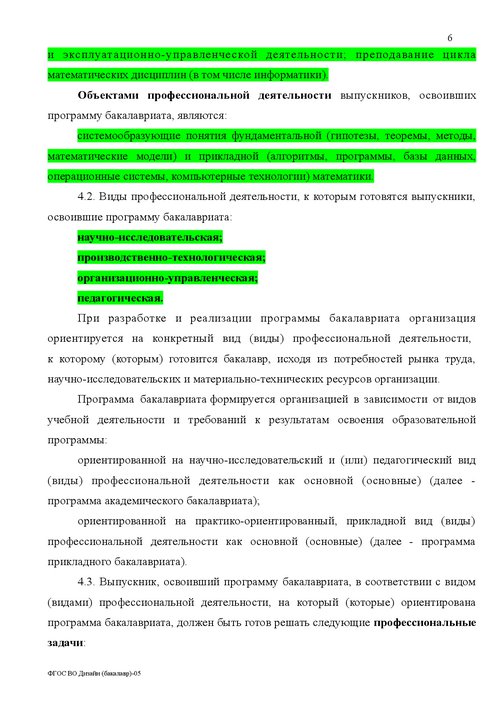 6
и эксплуатационно-управленческой деятельности; преподавание цикла
математических дисциплин (в том числе информатики).
Объектами профессиональной деятельности выпускников, освоивших
программу бакалавриата, являются:
системообразующие понятия фундаментальной (гипотезы, теоремы, методы,
математические модели) и прикладной (алгоритмы, программы, базы данных,
операционные системы, компьютерные технологии) математики.
4.2. Виды профессиональной деятельности, к которым готовятся выпускники,
освоившие программу бакалавриата:
научно-исследовательская;
производственно-технологическая;
организационно-управленческая;
педагогическая.
При разработке и реализации программы бакалавриата организация
ориентируется на конкретный вид (виды) профессиональной деятельности,
к которому (которым) готовится бакалавр, исходя из потребностей рынка труда,
научно-исследовательских и материально-технических ресурсов организации.
Программа бакалавриата формируется организацией в зависимости от видов
учебной деятельности и требований к результатам освоения образовательной
программы:
ориентированной на научно-исследовательский и (или) педагогический вид
(виды) профессиональной деятельности как основной (основные) (далее -
программа академического бакалавриата);
ориентированной на практико-ориентированный, прикладной вид (виды)
профессиональной деятельности как основной (основные) (далее - программа
прикладного бакалавриата).
4.3. Выпускник, освоивший программу бакалавриата, в соответствии с видом
(видами) профессиональной деятельности, на который (которые) ориентирована
программа бакалавриата, должен быть готов решать следующие профессиональные
задачи:
ФГОС ВО Дизайн (бакалавр)-05